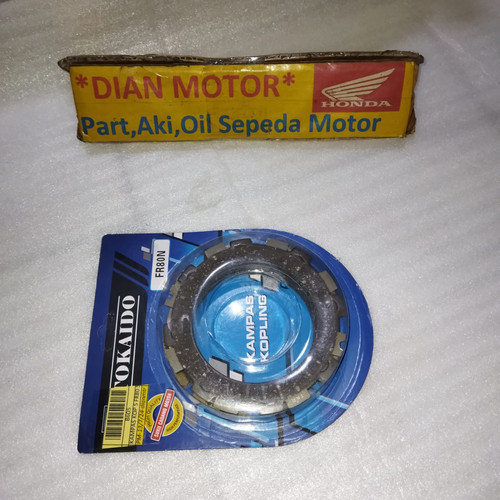 *DIAN MOTOR*
HONDA
Part,Aki,Oil Sepeda Motor
FR80N
TOKAIDO
KAMPAS
KOPLING